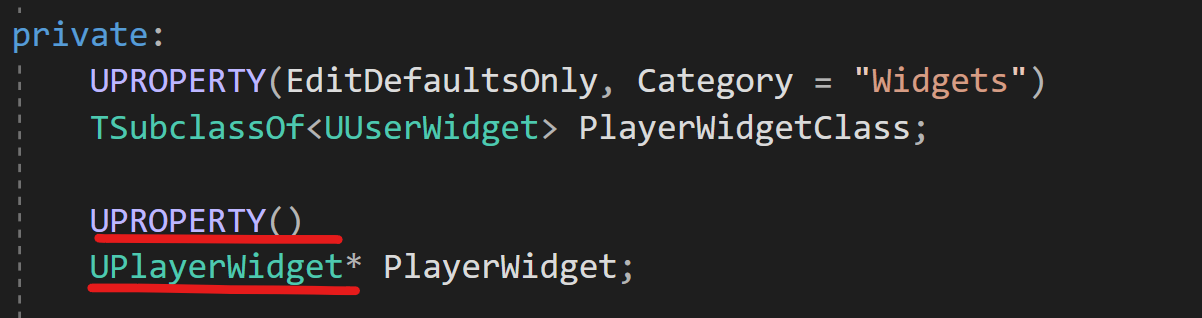 private:
UPROPERTY(EditDefaultsOnly, Category = "Widgets")
TSubclassOf<UUserWidget> PlayerWidgetClass;
UPROPERTY()
UPlayerWidget* PlayerWidget;